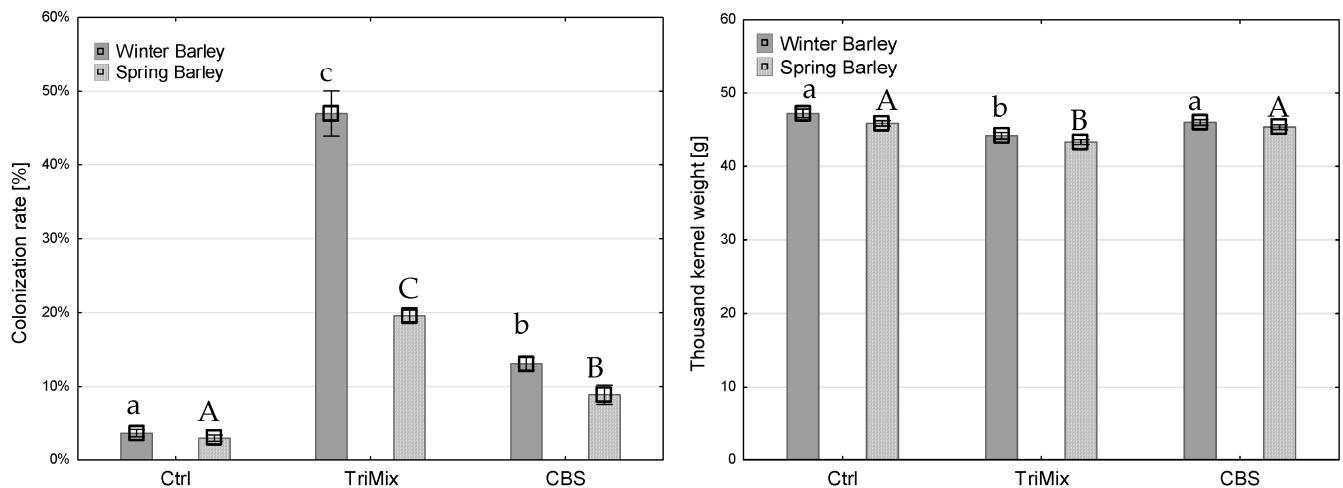 60%
50%
40%
30%
20%
10%
0%
Colonization rate [%]
Winter Barley
Spring Barley
a
A
c
C
b
B
Ctrl
TriMix
CBS
60
50
40
30
20
10
0
Thousand kernel weight [g]
Winter Barley
Spring Barley
a
A
b
B
a
A
Ctrl
TriMix
CBS